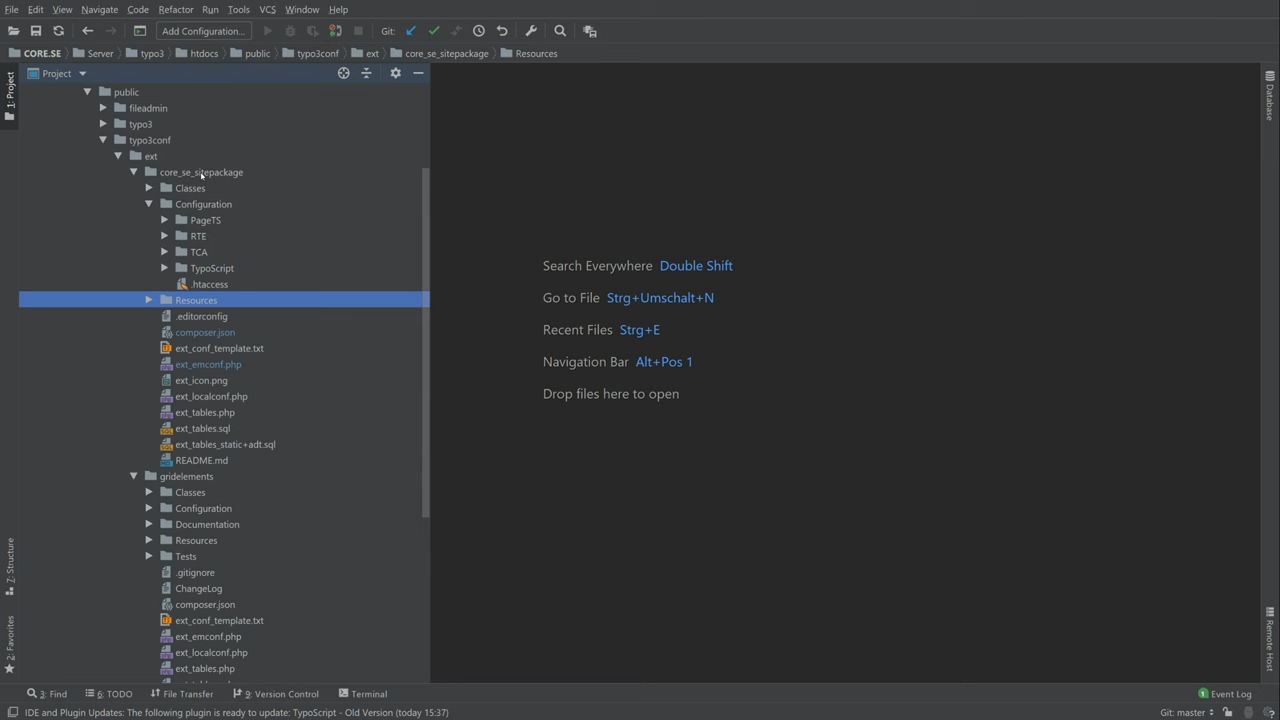 File Edit View Navigate Code Refactor Run Tools VCS Window Help
Add Configuration... Git:
CORE.SE Server typo3 htdocs public typo3conf ext core_se_sitepackage Resources
Project
1: Project
public
fileadmin
typo3
typo3conf
ext
core_se_sitepackage
Classes
Configuration
PageTS
RTE
TCA
TypoScript
.htaccess
Resources
.editorconfig
composer.json
ext_conf_template.txt
ext_emconf.php
ext_icon.png
ext_localconf.php
ext_tables.php
ext_tables.sql
ext_tables_static+adt.sql
README.md
gridelements
Classes
Configuration
Documentation
Resources
Tests
.gitignore
ChangeLog
composer.json
ext_conf_template.txt
ext_emconf.php
ext_localconf.php
ext_tables.php
Search Everywhere Double Shift
Go to File Strg+Umschalt+N
Recent Files Strg+E
Navigation Bar Alt+Pos 1
Drop files here to open
Database
Remote Host
Z: Structure
2: Favorites
3: Find 6: TODO File Transfer 9: Version Control Terminal 1 Event Log
IDE and Plugin Updates: The following plugin is ready to update: TypoScript - Old Version (today 15:37) Git: master